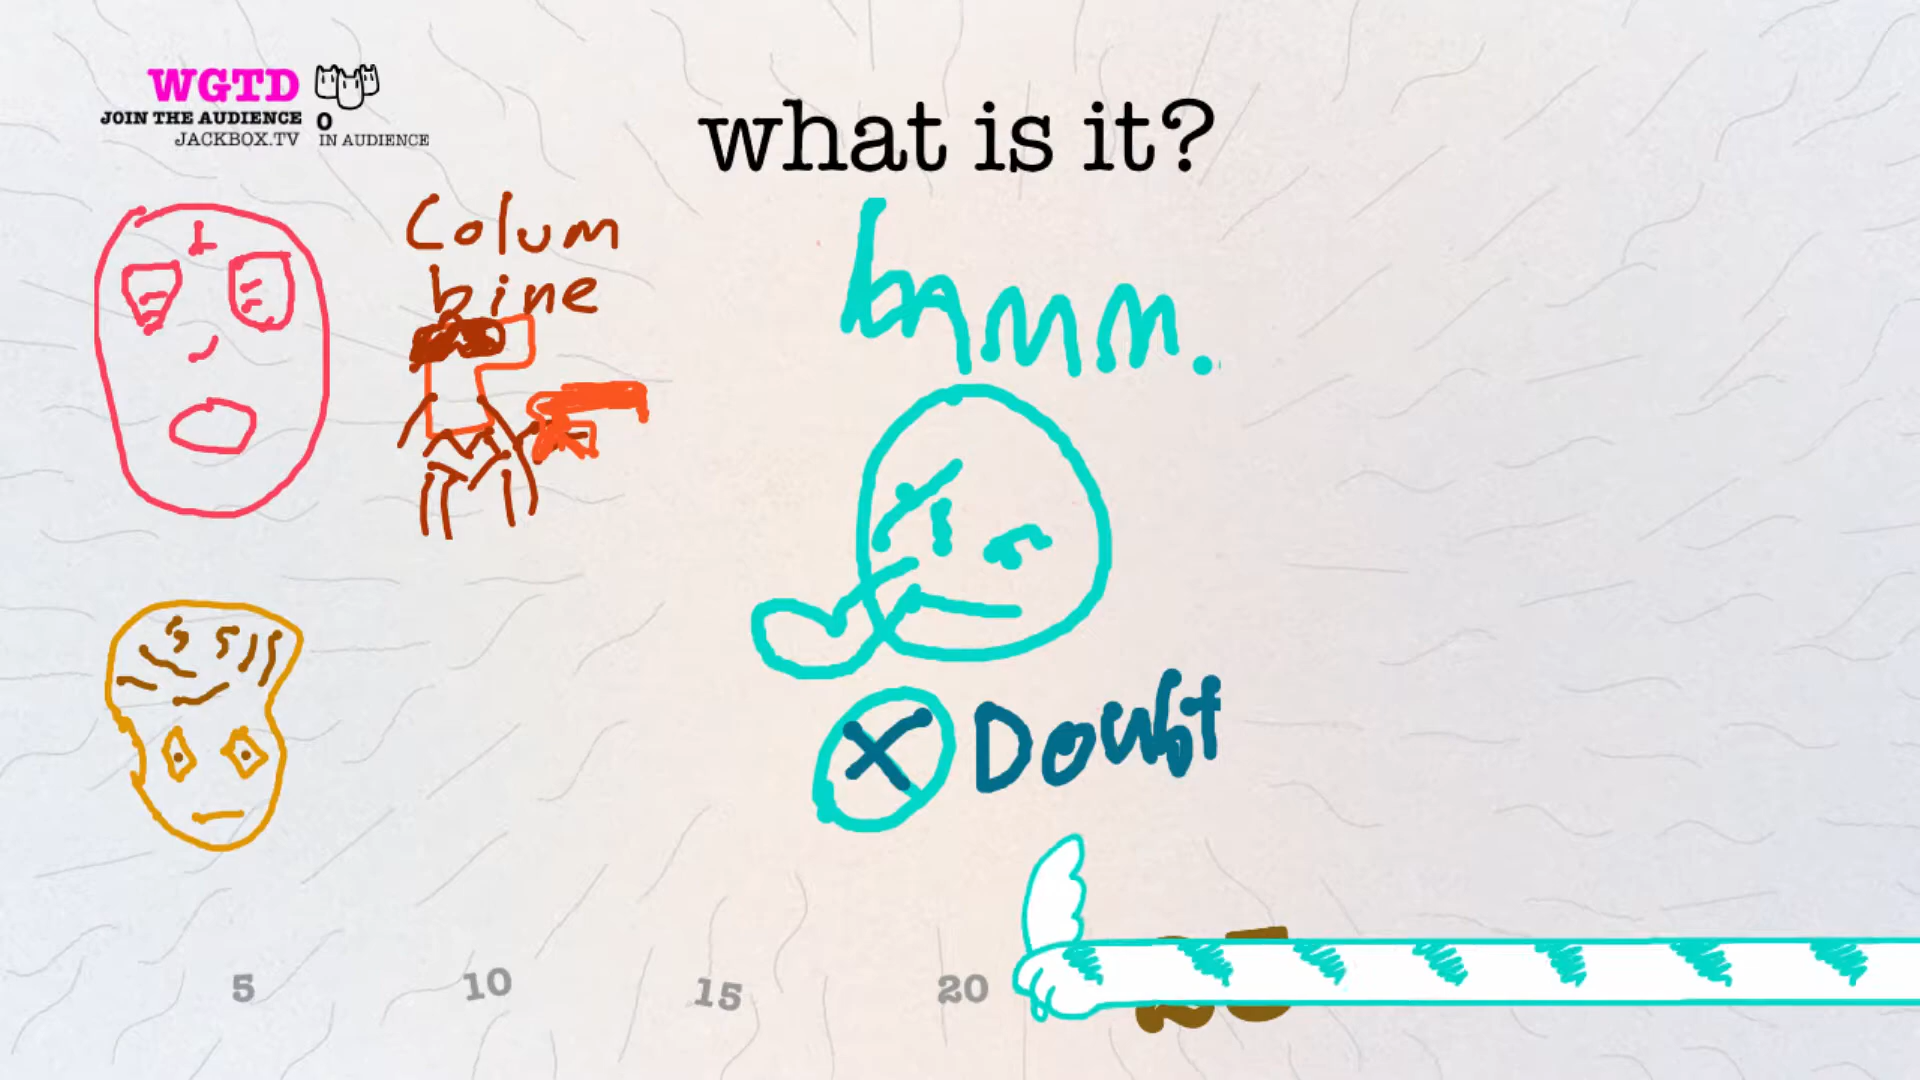 WGTD
JOIN THE AUDIENCE
JACKBOX.TV
0
IN AUDIENCE
what is it?
Colum
bine
hmmm.
X Doubt
5
10
15
20